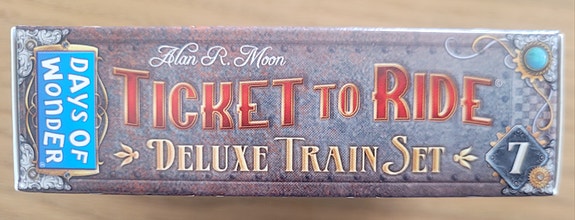 Alan R. Moon
DAYS OF
WONDER
TICKET TO RIDE®
DELUXE TRAIN SET
7